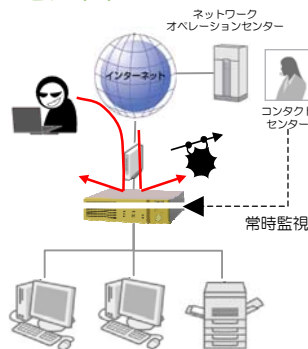 ネットワーク
オペレーションセンター
インターネット
コンタクト
センター
常時監視